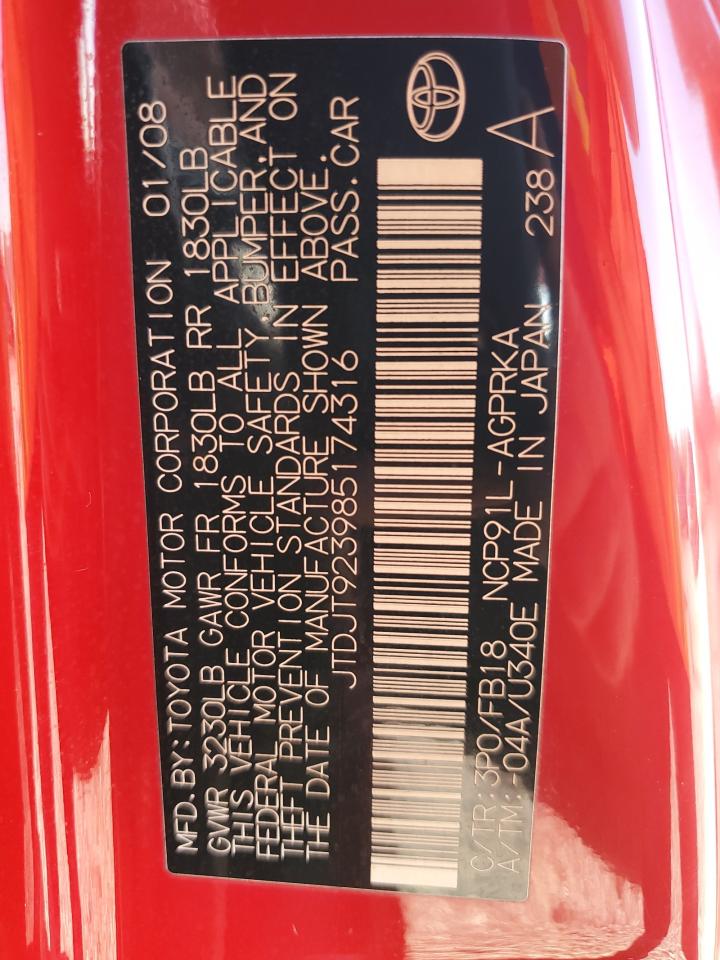 MFD. BY: TOYOTA MOTOR CORPORATION 01/08
GVWR 3230LB GAWR FR 1830LB RR 1830LB
THIS VEHICLE CONFORMS TO ALL APPLICABLE
FEDERAL MOTOR VEHICLE SAFETY, BUMPER, AND
THEFT PREVENTION STANDARDS IN EFFECT ON
THE DATE OF MANUFACTURE SHOWN ABOVE.
JTDJT923985174316 PASS. CAR
C/TR: 3P0/FB18 NCP91L-AGPRKA
A/TM: -04A/U340E MADE IN JAPAN 238 A